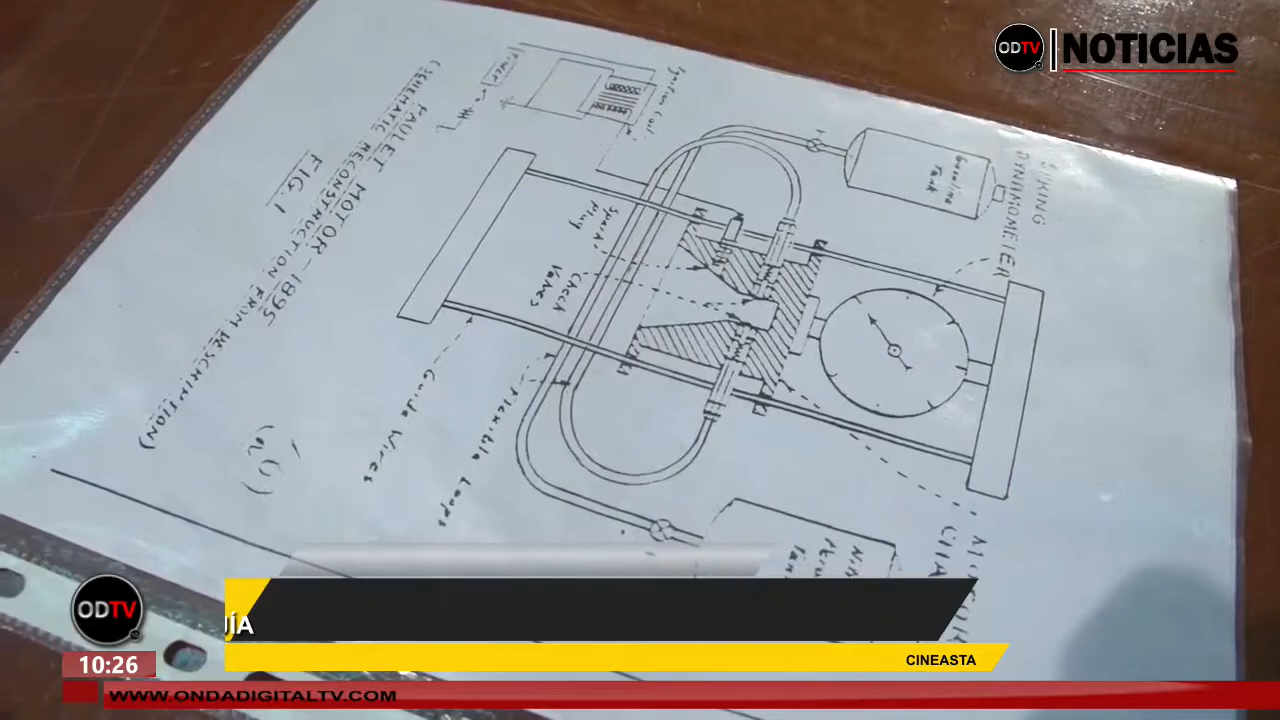 ODTV
NOTICIAS
Gasoline
Tank
DYNAMOMETER
Ignition Coil
Spark
Plug
Check
Valves
Guide Wires
Flexible Loops
FIG. 1
PAULET MOTOR - 1895
(SCHEMATIC RECONSTRUCTION FROM DESCRIPTION)
ODTV
ÍA
CINEASTA
10:26
WWW.ONDADIGITALTV.COM